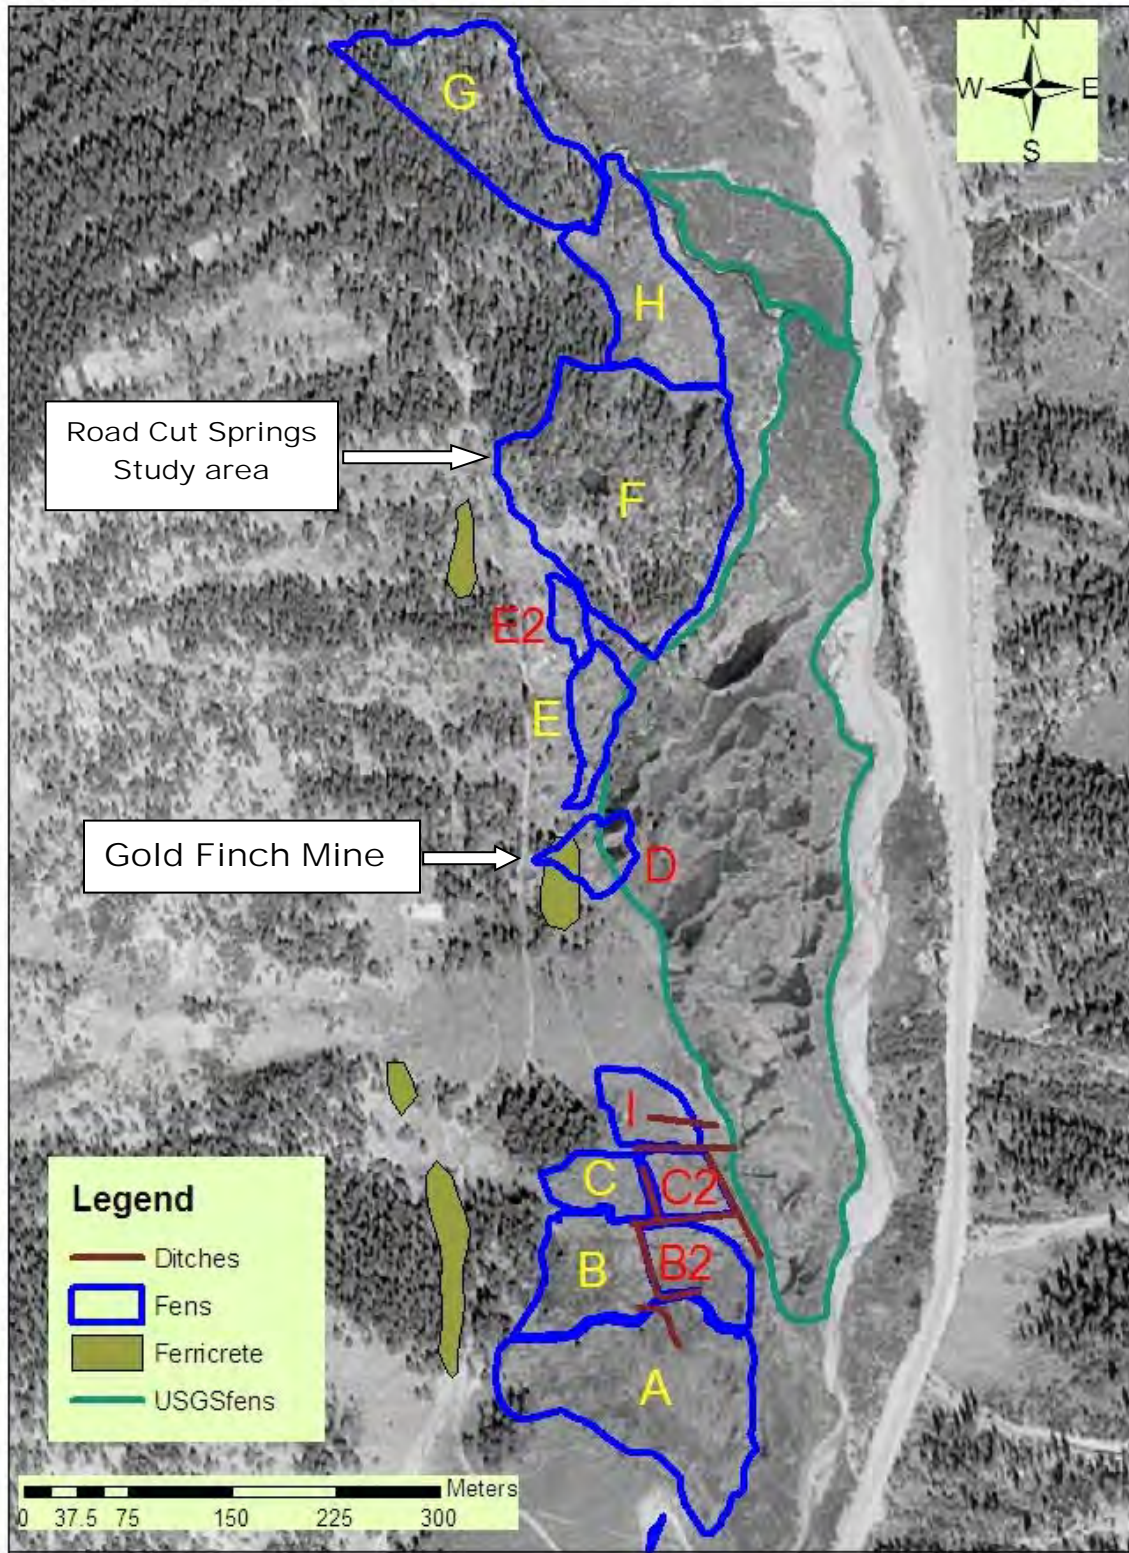 N
G
W E
S
H
Road Cut Springs
Study area
F
E2
E
Gold Finch Mine
D
I
C
C2
B
B2
A
Legend
Ditches
Fens
Ferricrete
USGSfens
Meters
0 37.5 75 150 225 300